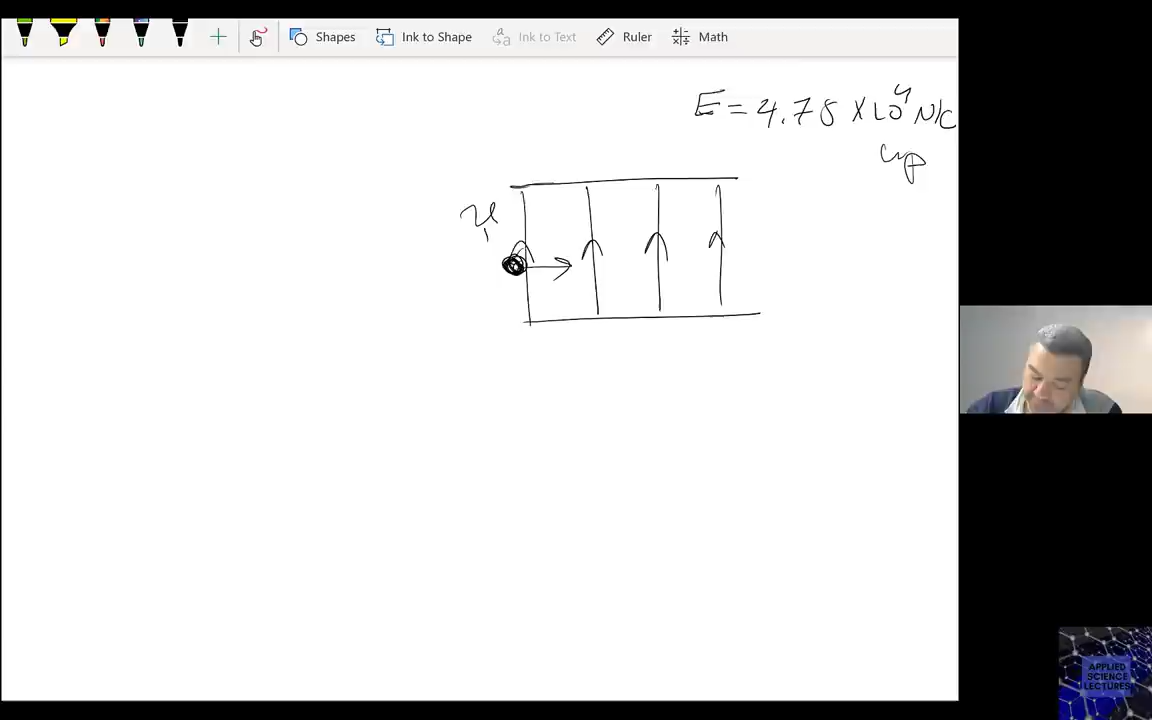 Shapes Ink to Shape Ink to Text Ruler Math
E = 4.78 X 10⁴ N/C
up
APPLIED
SCIENCE
LECTURES